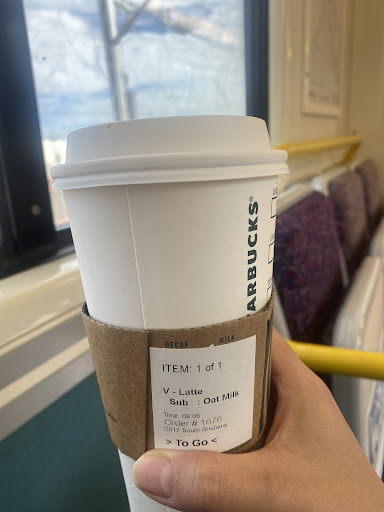 STARBUCKS®
DECAF MILK
ITEM: 1 of 1
V - Latte
Sub : Oat Milk
Time: 09:06
Order # 1676
South Brisbane
> To Go <